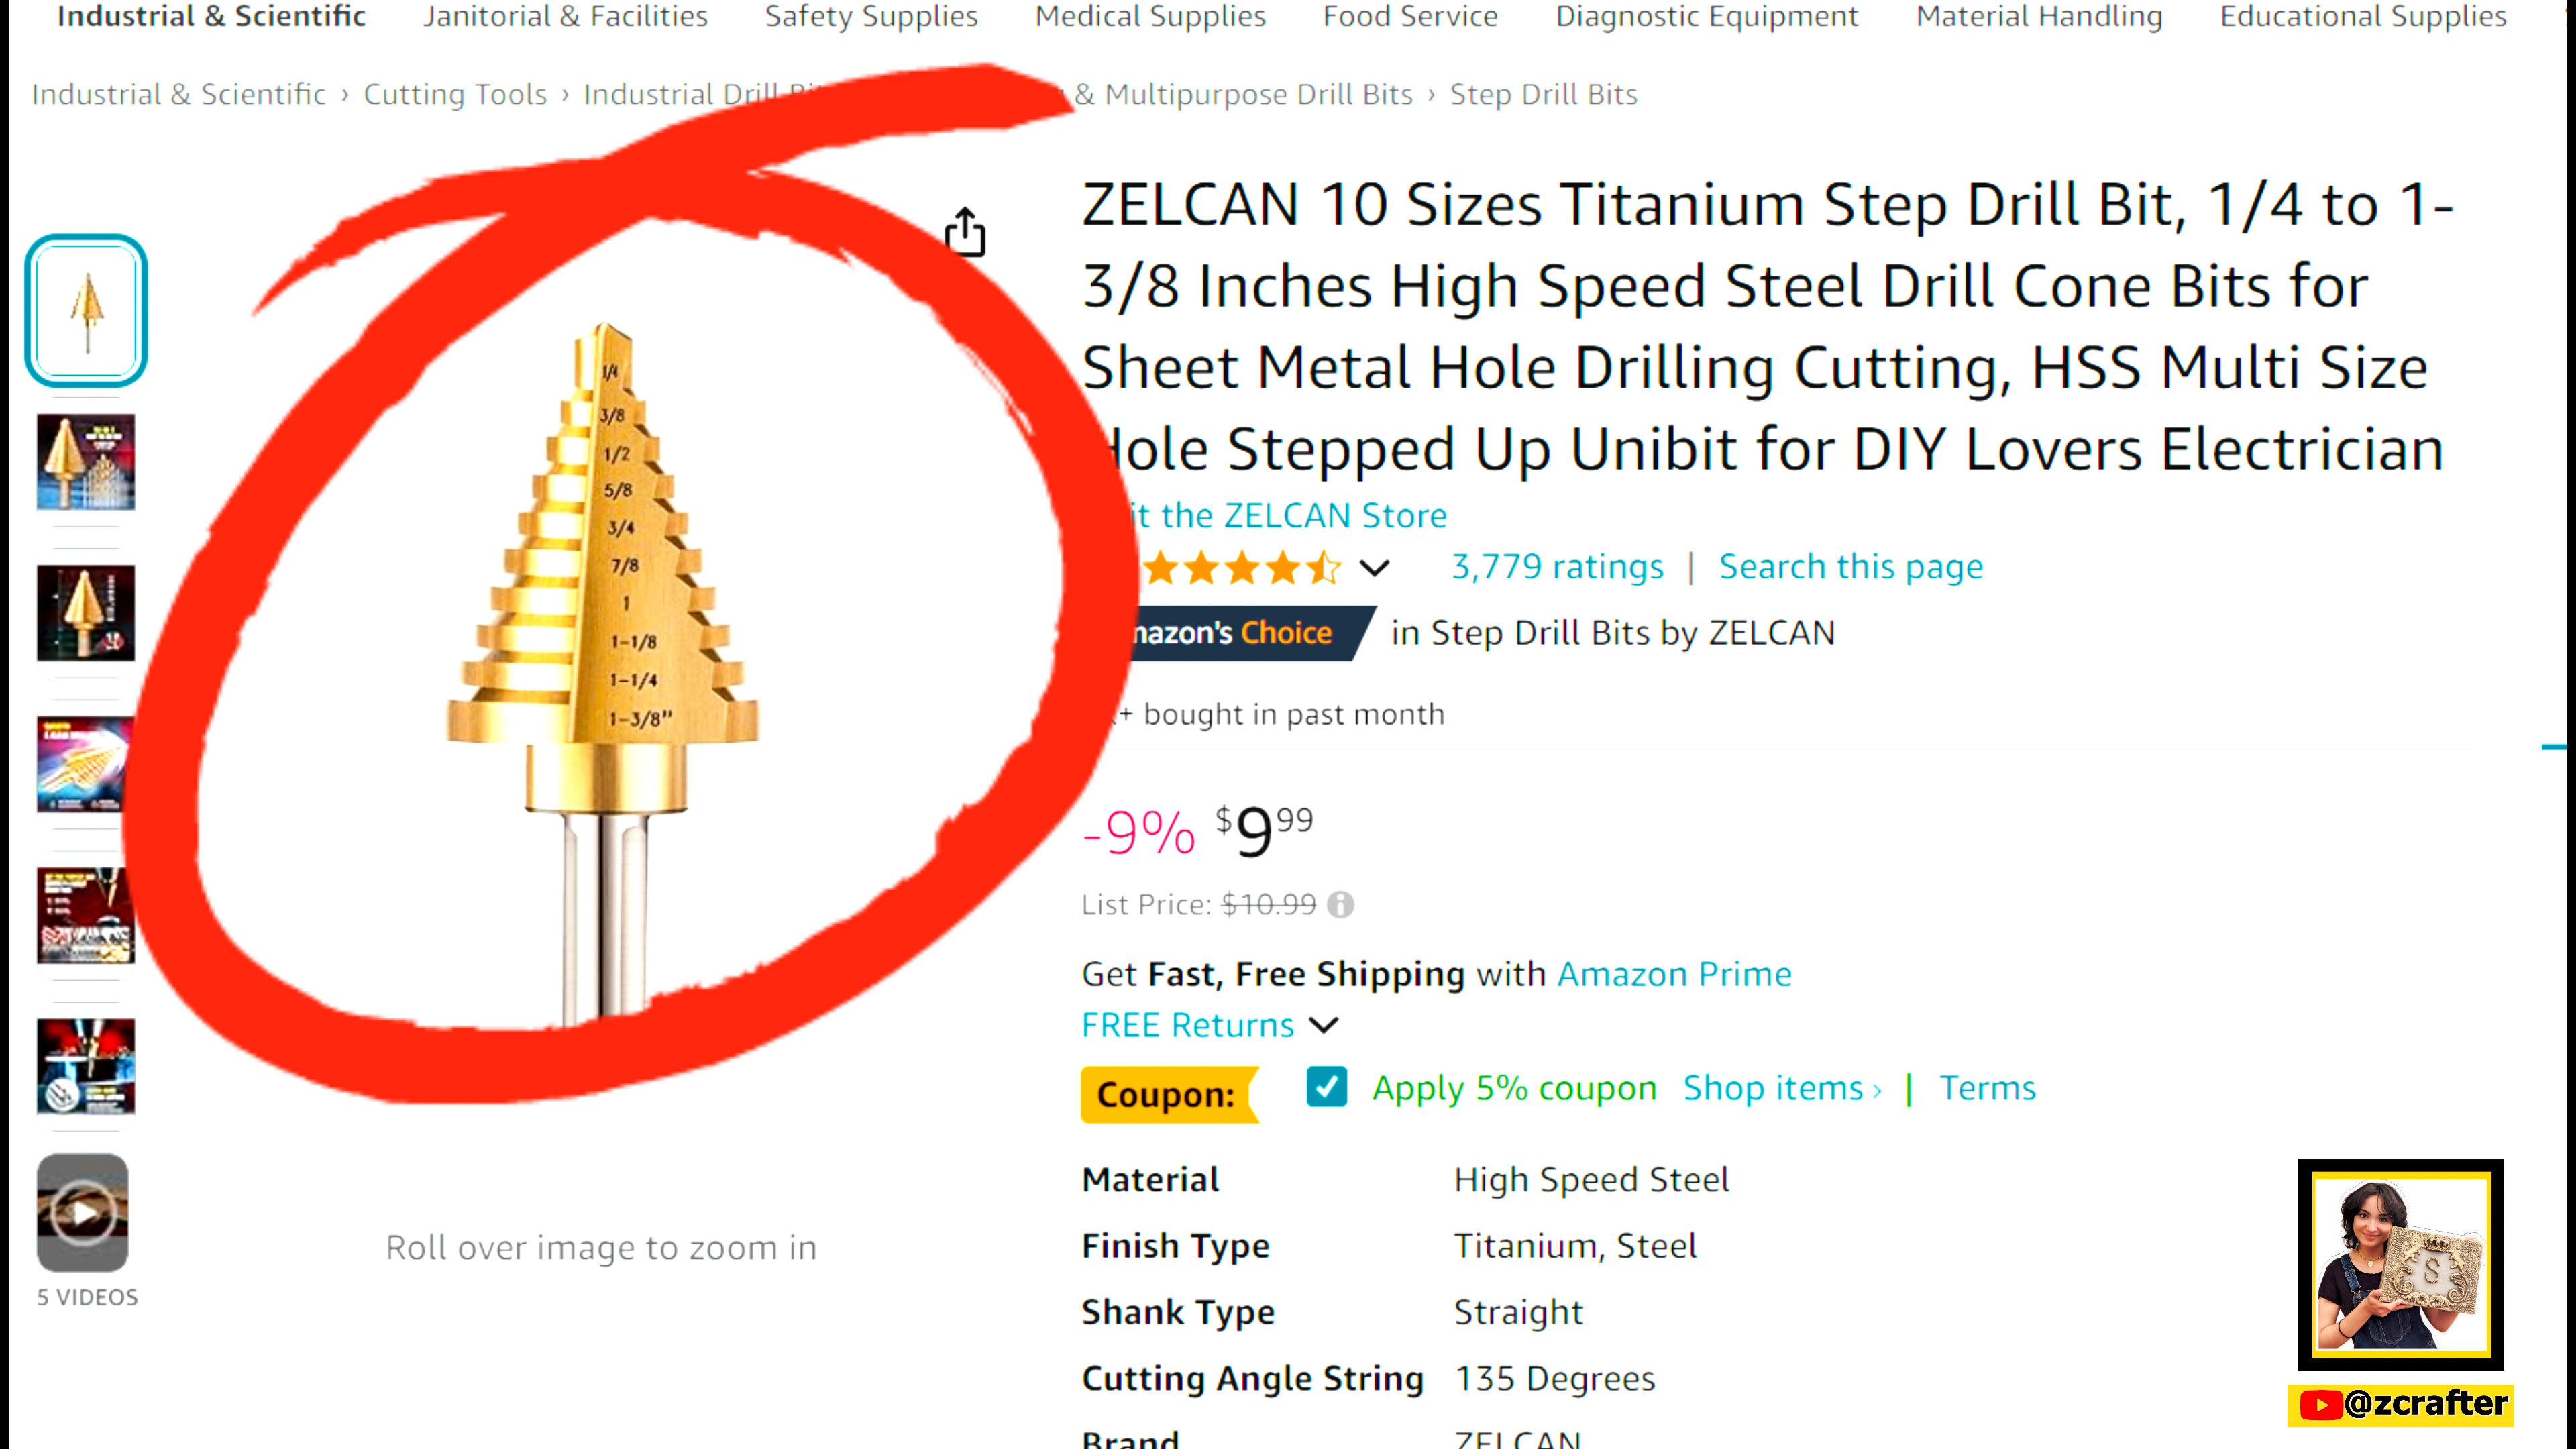 Industrial & Scientific Janitorial & Facilities Safety Supplies Medical Supplies Food Service Diagnostic Equipment Material Handling Educational Supplies
Industrial & Scientific › Cutting Tools › Industrial Drill & Multipurpose Drill Bits › Step Drill Bits
ZELCAN 10 Sizes Titanium Step Drill Bit, 1/4 to 1-
3/8 Inches High Speed Steel Drill Cone Bits for
Sheet Metal Hole Drilling Cutting, HSS Multi Size
Hole Stepped Up Unibit for DIY Lovers Electrician
it the ZELCAN Store
3,779 ratings | Search this page
mazon's Choice in Step Drill Bits by ZELCAN
+ bought in past month
-9% $9 99
List Price: $10.99
Get Fast, Free Shipping with Amazon Prime
FREE Returns
Coupon: Apply 5% coupon Shop items › | Terms
Material High Speed Steel
Finish Type Titanium, Steel
Shank Type Straight
Cutting Angle String 135 Degrees
Brand ZELCAN
1/4
3/8
1/2
5/8
3/4
7/8
1
1-1/8
1-1/4
1-3/8"
Roll over image to zoom in
5 VIDEOS
S
@zcrafter